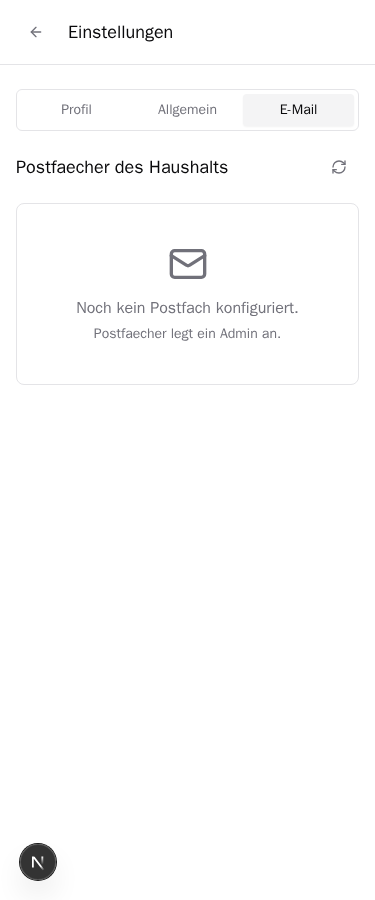 Einstellungen
Profil
Allgemein
E-Mail
Postfaecher des Haushalts
Noch kein Postfach konfiguriert.
Postfaecher legt ein Admin an.
N